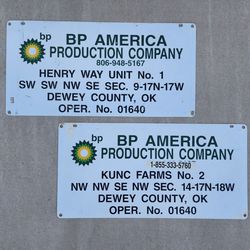 bp BP AMERICA
PRODUCTION COMPANY
806-948-5167
HENRY WAY UNIT No. 1
SW SW NW SE SEC. 9-17N-17W
DEWEY COUNTY, OK
OPER. No. 01640
bp BP AMERICA
PRODUCTION COMPANY
1-855-333-5760
KUNC FARMS No. 2
NW NW SE NW SEC. 14-17N-18W
DEWEY COUNTY, OK
OPER. No. 01640